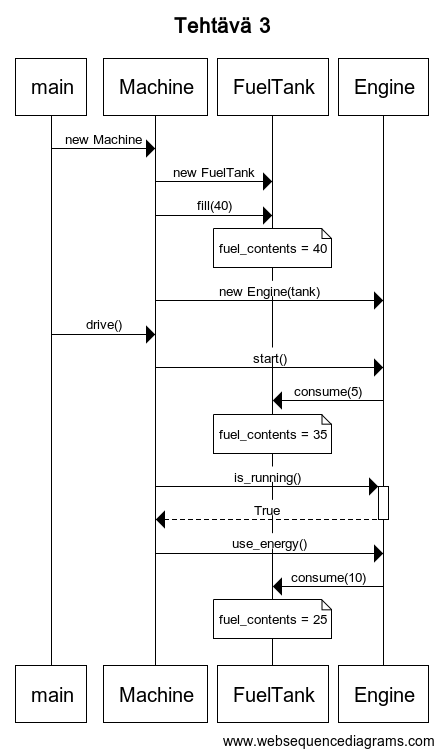 Tehtävä 3
main Machine FuelTank Engine
new Machine
new FuelTank
fill(40)
fuel_contents = 40
new Engine(tank)
drive()
start()
consume(5)
fuel_contents = 35
is_running()
True
use_energy()
consume(10)
fuel_contents = 25
main Machine FuelTank Engine
www.websequencediagrams.com